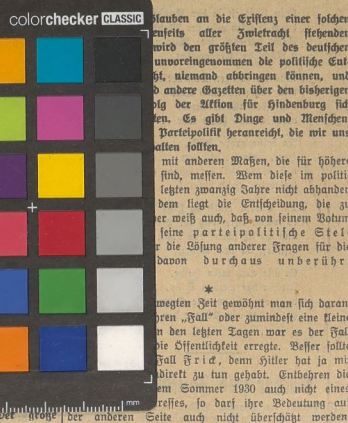 colorchecker CLASSIC
Glauben an die Existenz einer solchen
jenseits aller Zwietracht stehenden
wird den größten Teil des deutschen
unvoreingenommen die politische Ent-
niemand abbringen können, und
andere Gazetten über den bisherigen
der Aktion für Hindenburg sich
Es gibt Dinge und Menschen
Parteipolitik heranreicht, die wir uns
sollten.
mit anderen Maßen, die für höhere
sind, messen. Wem diese im politi
letzten zwanzig Jahre nicht abhanden
dem liegt die Entscheidung, die zu
er weiß auch, daß von seinem Votum
seine parteipolitische Stel-
die Lösung anderer Fragen für die
davon durchaus unberühr
*
wegten Zeit gewöhnt man sich daran
ren „Fall“ oder zumindest eine kleine
den letzten Tagen war es der Fal
die Öffentlichkeit erregte. Besser sollte
Fall Frick, denn Hitler hat ja mi
direkt zu tun gehabt. Entbehren die
Sommer 1930 auch nicht eines
so darf ihre Bedeutung auf
mm
der anderen Seite auch nicht überschätzt werden